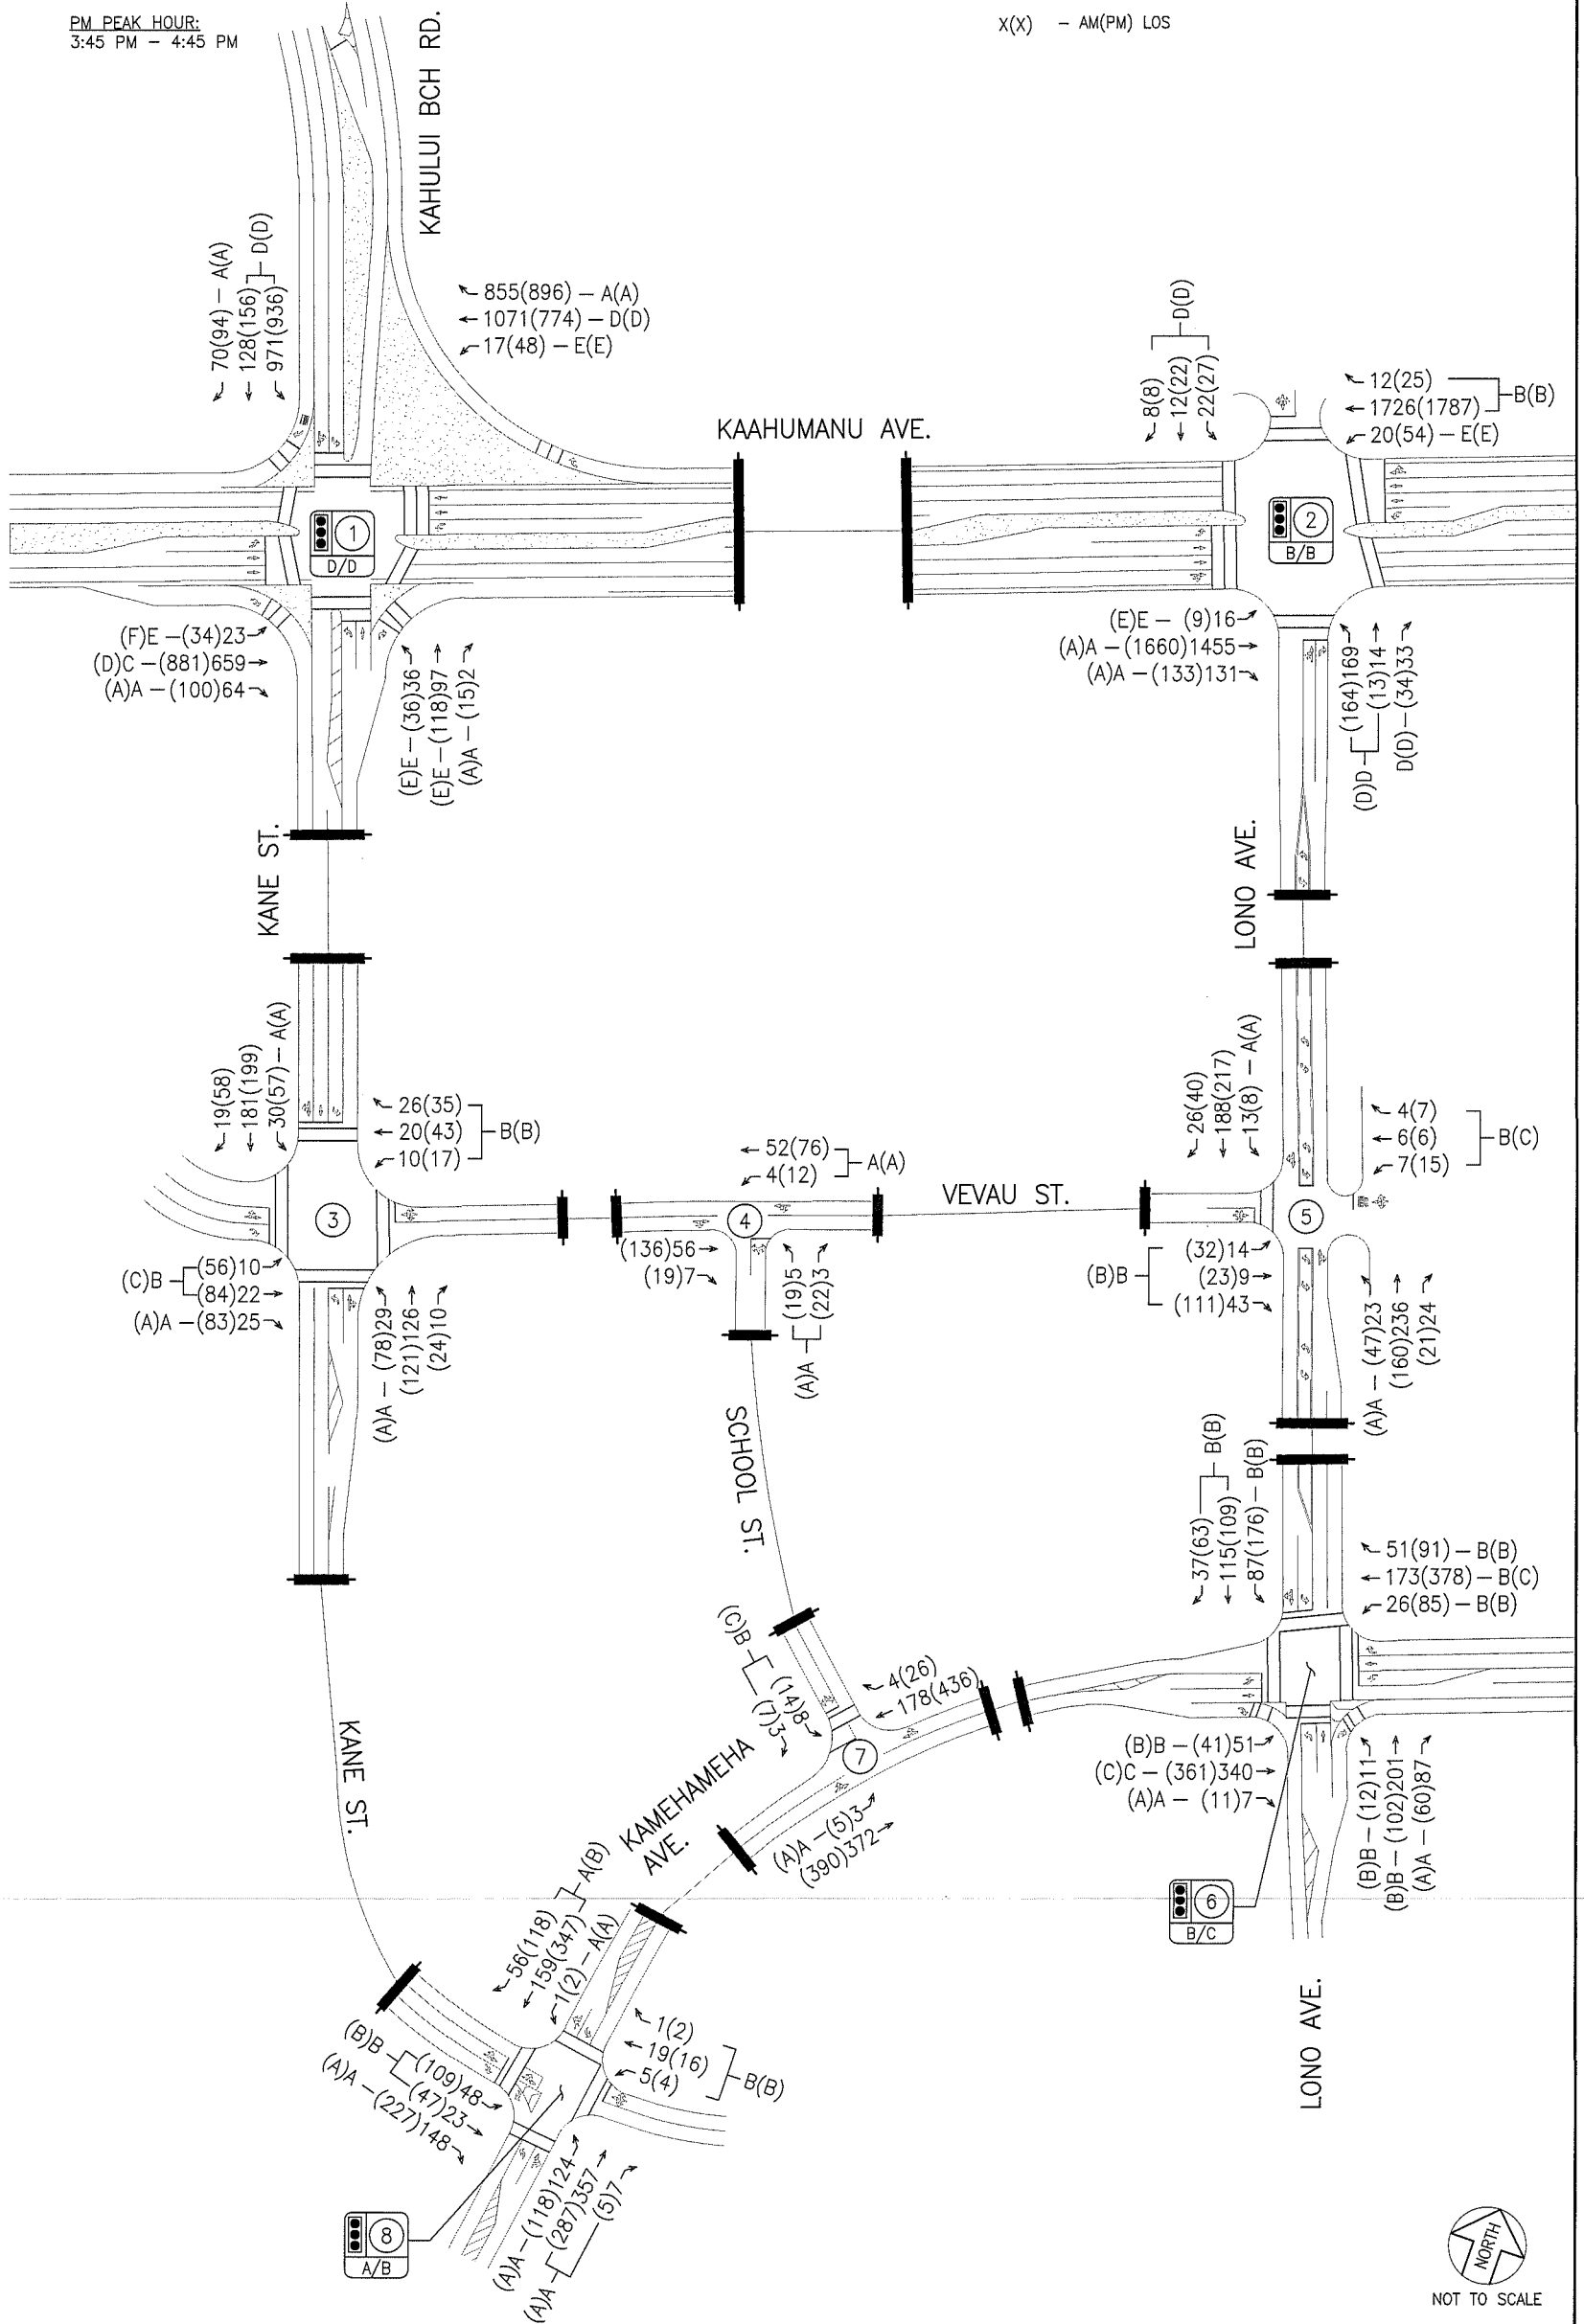 PM PEAK HOUR:
3:45 PM – 4:45 PM
X(X) – AM(PM) LOS
KAHULUI BCH RD.
70(94) – A(A)
128(156)
971(936)
D(D)
855(896) – A(A)
1071(774) – D(D)
17(48) – E(E)
KAAHUMANU AVE.
8(8)
12(22)
22(27)
D(D)
12(25)
1726(1787)
B(B)
20(54) – E(E)
1
D/D
2
B/B
(F)E –(34)23
(D)C –(881)659
(A)A –(100)64
(E)E –(36)36
(E)E –(118)97
(A)A –(15)2
(E)E – (9)16
(A)A –(1660)1455
(A)A –(133)131
(D)D
(164)169
(13)14
D(D)–(34)33
KANE ST.
LONO AVE.
19(58)
181(199)
30(57)– A(A)
26(35)
20(43)
10(17)
B(B)
3
(C)B
(56)10
(84)22
(A)A –(83)25
(A)A – (78)29
(121)126
(24)10
52(76)
4(12)
A(A)
4
(136)56
(19)7
(19)5
(22)3
(A)A
VEVAU ST.
26(40)
188(217)
13(8) – A(A)
4(7)
6(6)
7(15)
B(C)
5
(B)B
(32)14
(23)9
(111)43
(A)A – (47)23
(160)236
(21)24
SCHOOL ST.
37(63)
115(109)
B(B)
87(176) – B(B)
51(91) – B(B)
173(378) – B(C)
26(85) – B(B)
(C)B
(14)8
(7)3
4(26)
178(436)
7
(A)A –(5)3
(390)372
KAMEHAMEHA
AVE.
KANE ST.
(B)B – (41)51
(C)C – (361)340
(A)A – (11)7
(B)B – (12)11
(B)B – (102)201
(A)A – (60)87
6
B/C
LONO AVE.
56(118)
159(347)
A(B)
1(2) – A(A)
1(2)
19(16)
5(4)
B(B)
(B)B
(109)48
(47)23
(A)A –(227)148
(A)A –(118)124
(A)A
(287)357
(5)7
8
A/B
NORTH
NOT TO SCALE